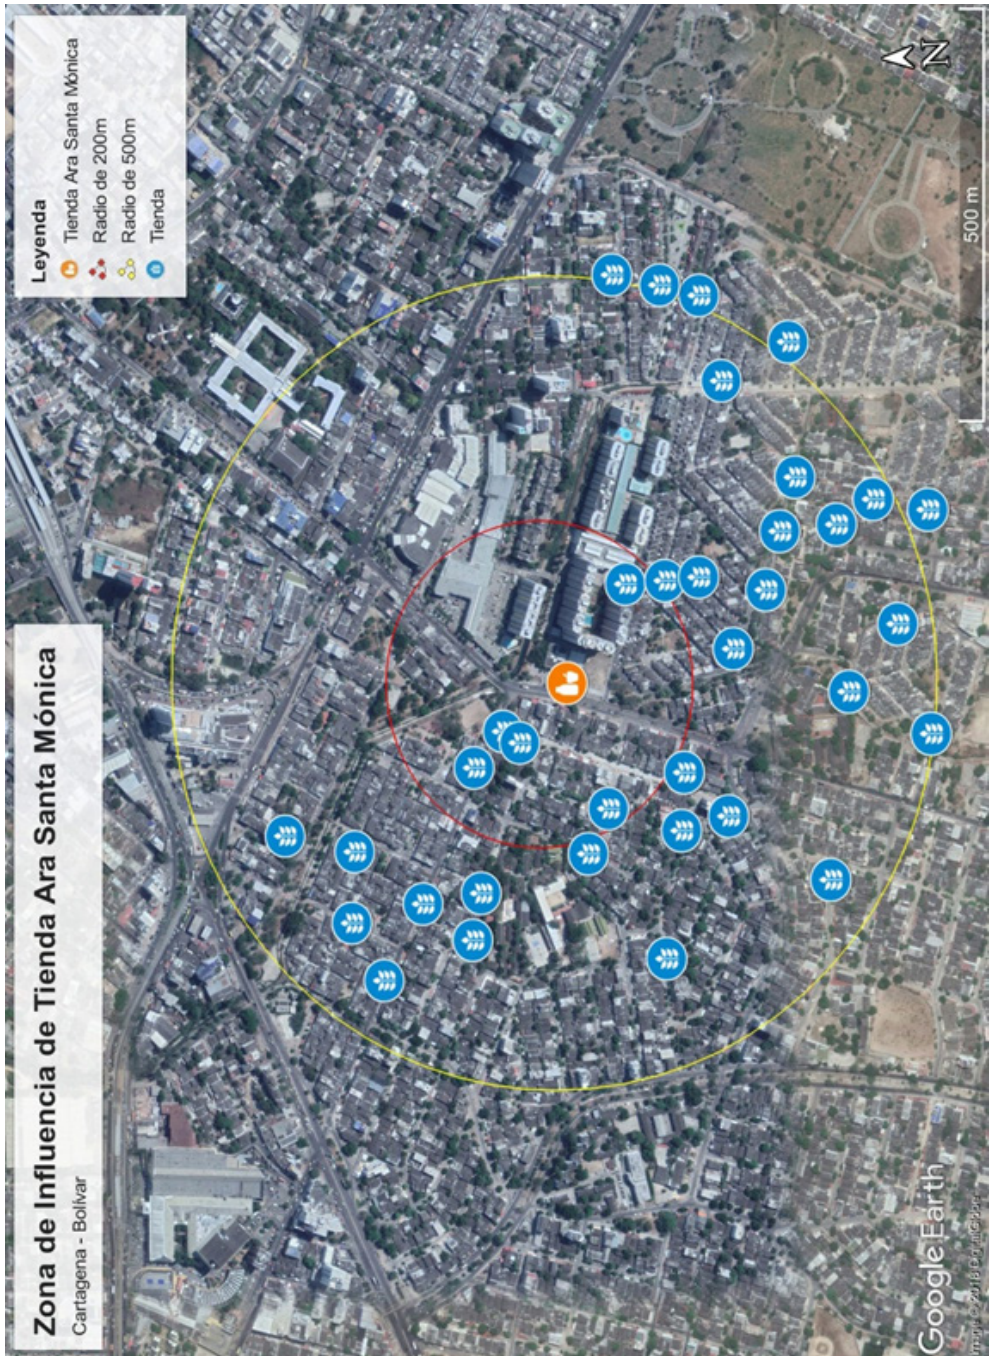 Zona de Influencia de Tienda Ara Santa Mónica
Cartagena - Bolívar
Leyenda
Tienda Ara Santa Mónica
Radio de 200m
Radio de 500m
Tienda
N
500 m
Google Earth